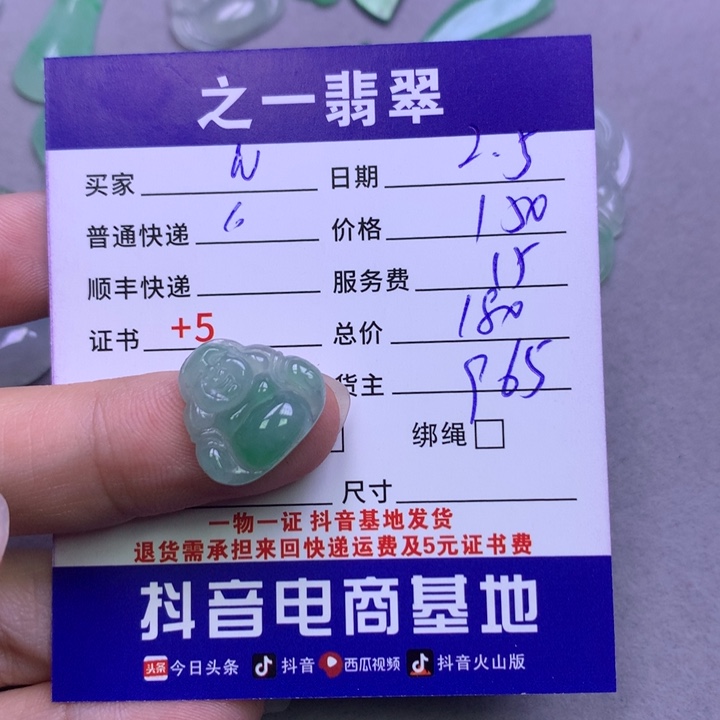 之一翡翠
买家 N 日期 2.5
普通快递 6 价格 150
顺丰快递 服务费 15
证书 +5 总价 180
货主 P65
绑绳
尺寸
一物一证 抖音基地发货
退货需承担来回快递运费及5元证书费
抖音电商基地
头条 今日头条 抖音 西瓜视频 抖音火山版